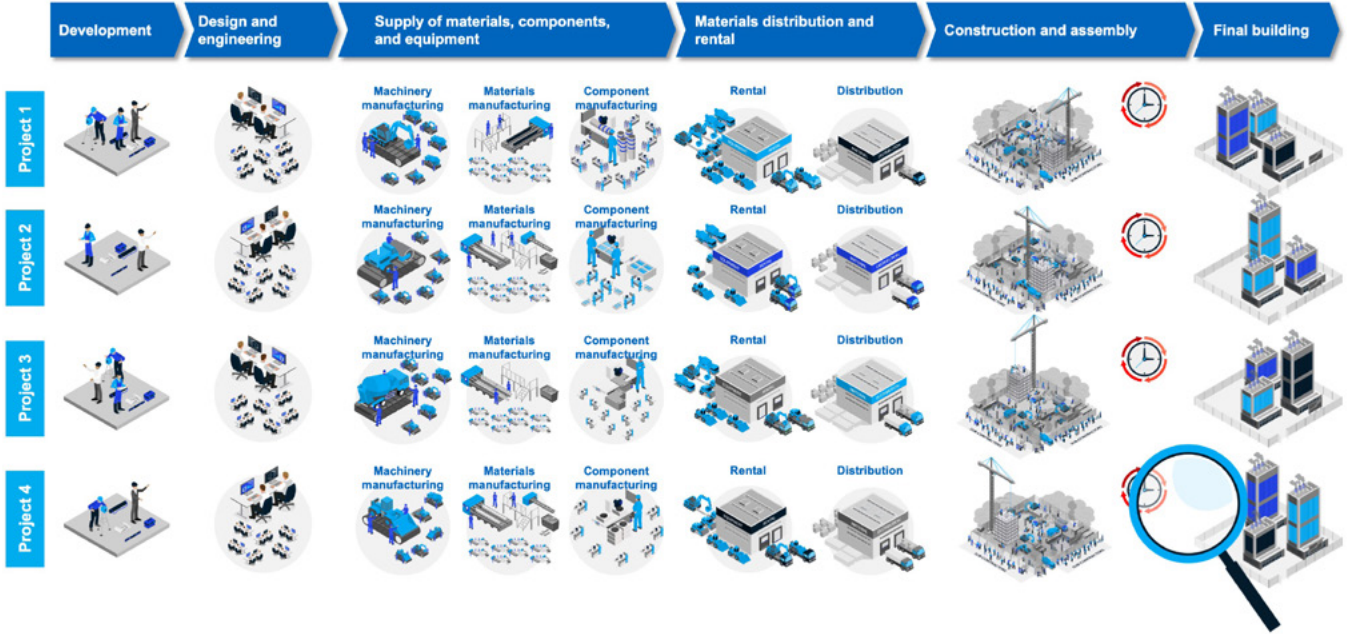 Development
Design and
engineering
Supply of materials, components,
and equipment
Materials distribution and
rental
Construction and assembly
Final building
Project 1
Machinery
manufacturing
Materials
manufacturing
Component
manufacturing
Rental
Distribution
Project 2
Machinery
manufacturing
Materials
manufacturing
Component
manufacturing
Rental
Distribution
Project 3
Machinery
manufacturing
Materials
manufacturing
Component
manufacturing
Rental
Distribution
Project 4
Machinery
manufacturing
Materials
manufacturing
Component
manufacturing
Rental
Distribution